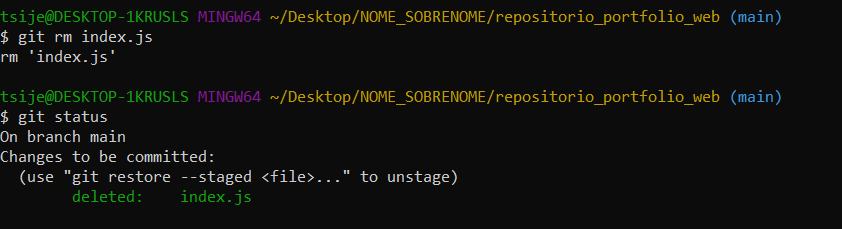 tsije@DESKTOP-1KRUSLS MINGW64 ~/Desktop/NOME_SOBRENOME/repositorio_portfolio_web (main)
$ git rm index.js
rm 'index.js'
tsije@DESKTOP-1KRUSLS MINGW64 ~/Desktop/NOME_SOBRENOME/repositorio_portfolio_web (main)
$ git status
On branch main
Changes to be committed:
  (use "git restore --staged <file>..." to unstage)
        deleted:    index.js